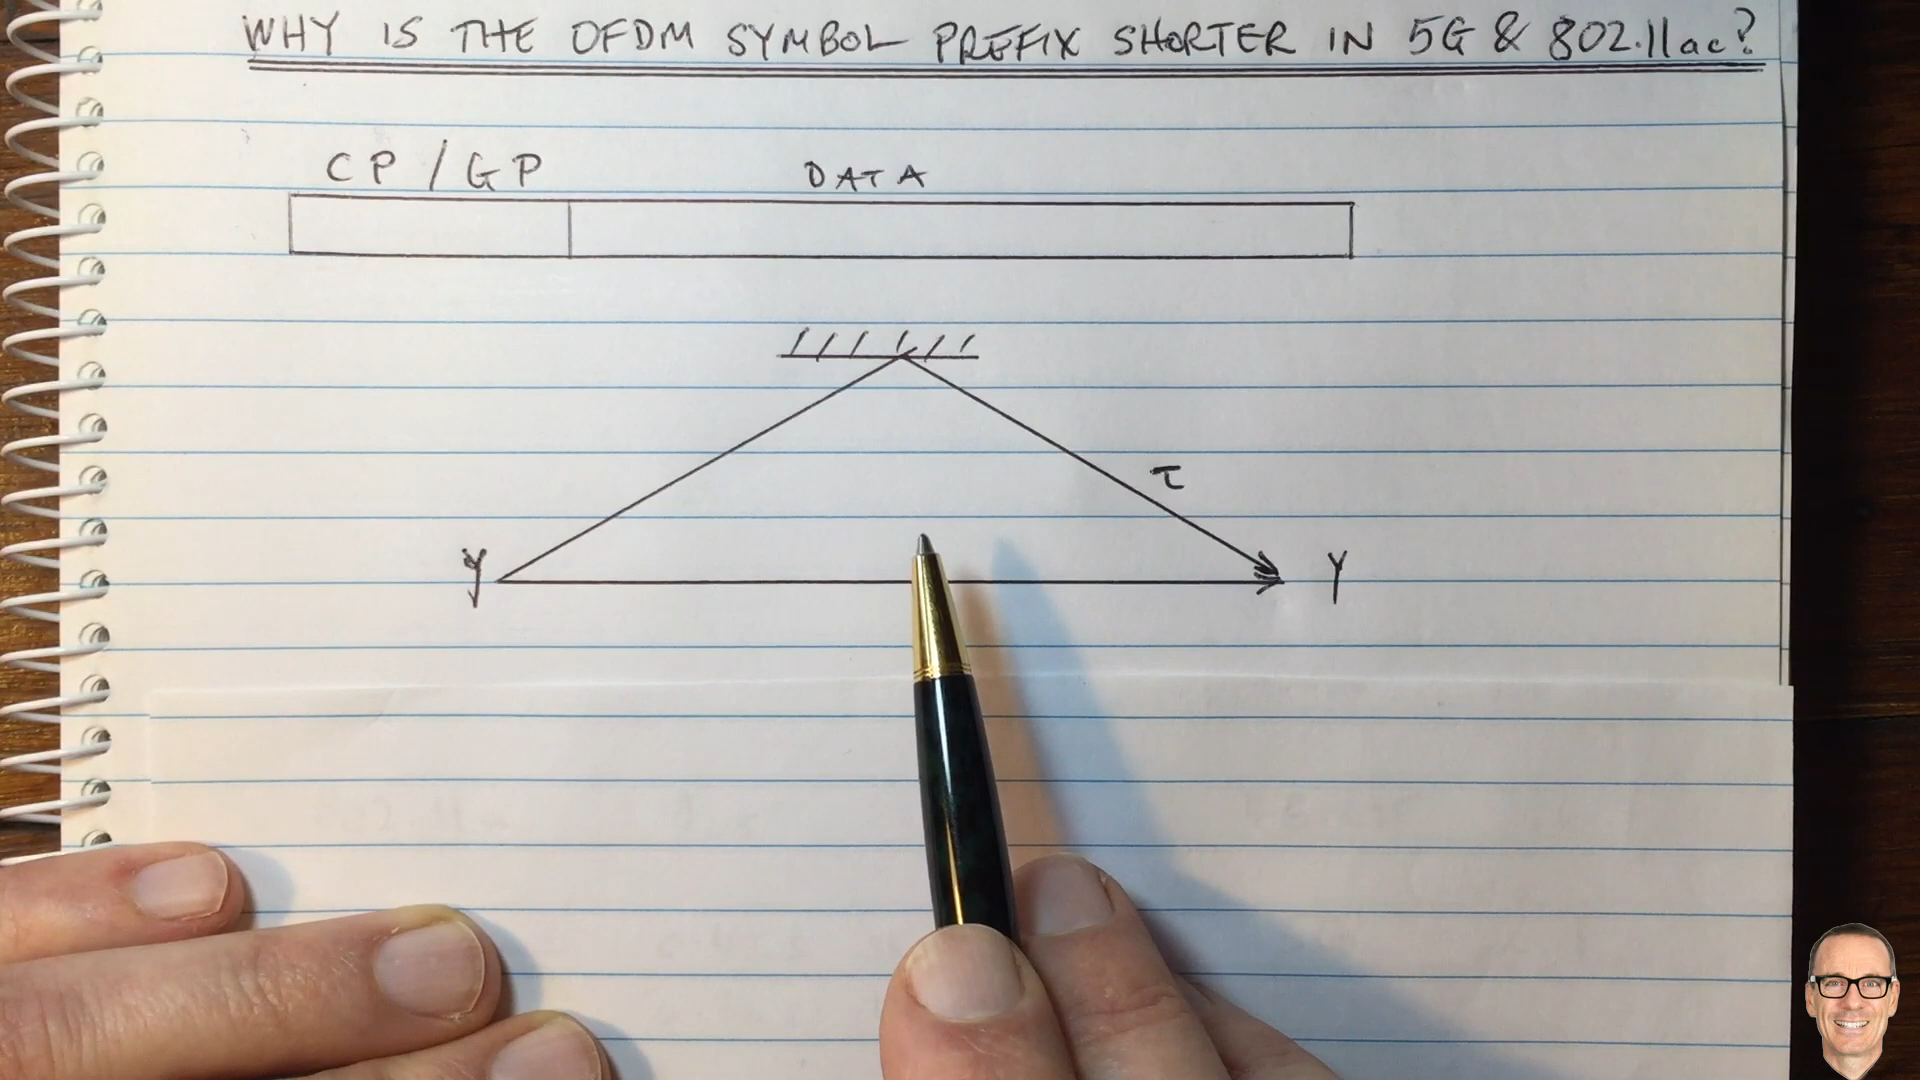 WHY IS THE OFDM SYMBOL PREFIX SHORTER IN 5G & 802.11ac?
CP / GP DATA
τ